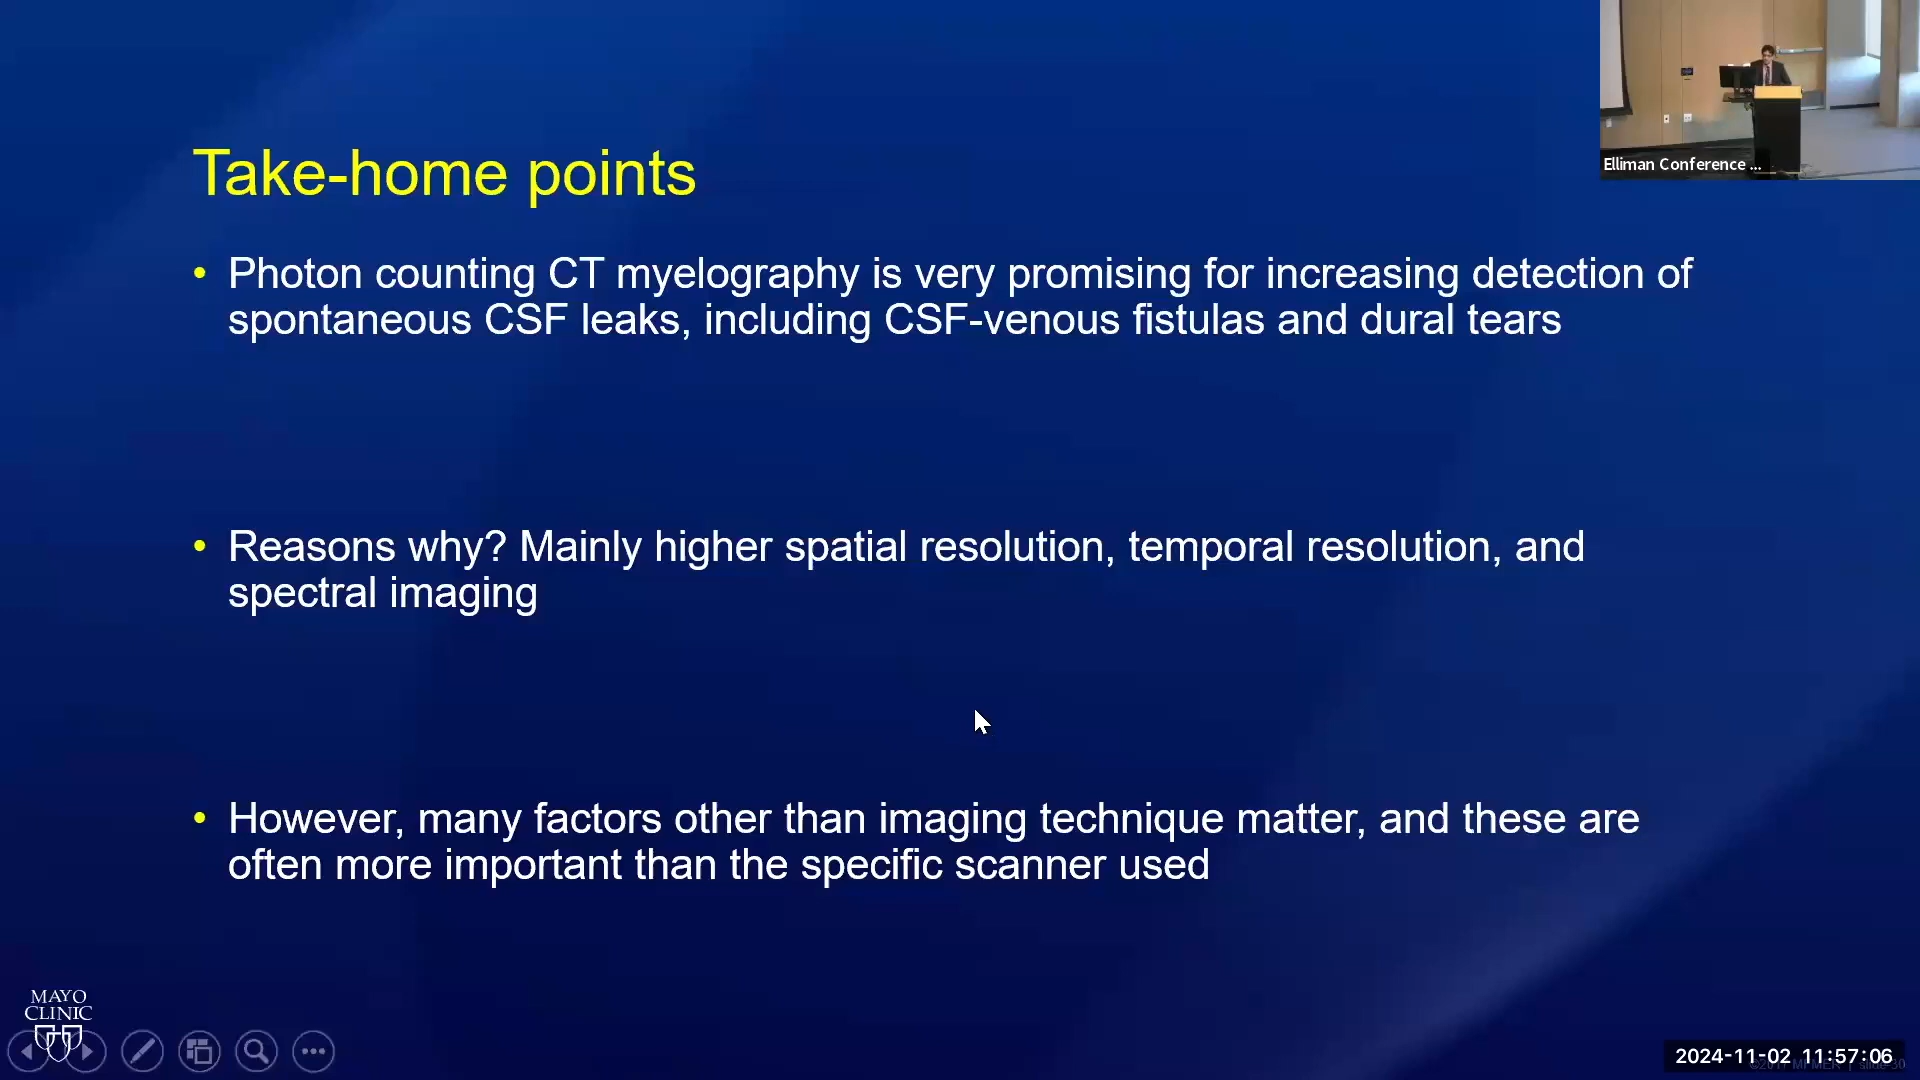 Elliman Conference ...
Take-home points
• Photon counting CT myelography is very promising for increasing detection of
spontaneous CSF leaks, including CSF-venous fistulas and dural tears
• Reasons why? Mainly higher spatial resolution, temporal resolution, and
spectral imaging
• However, many factors other than imaging technique matter, and these are
often more important than the specific scanner used
MAYO
CLINIC
2024-11-02 11:57:06